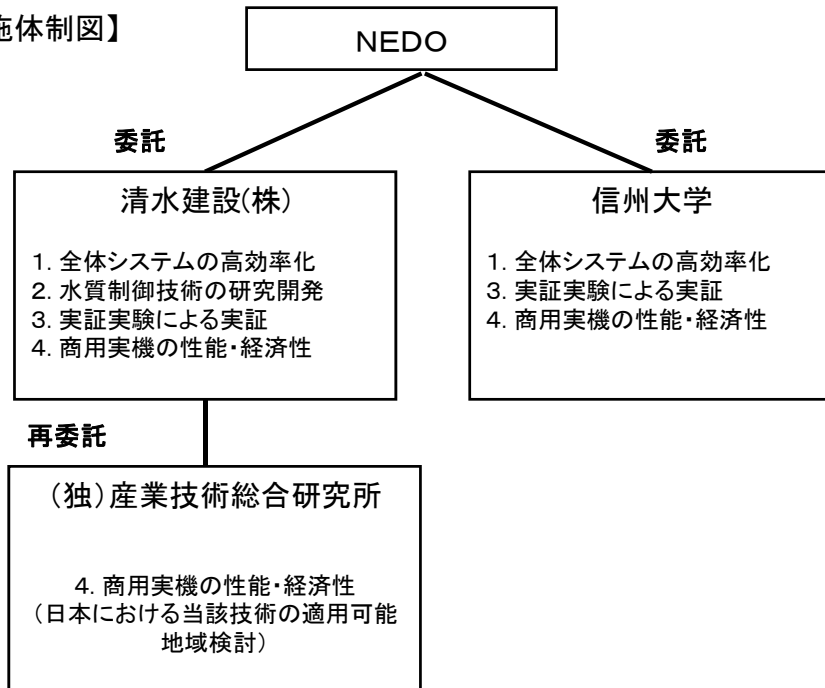 施体制図】
NEDO
委託
委託
清水建設(株)
1. 全体システムの高効率化
2. 水質制御技術の研究開発
3. 実証実験による実証
4. 商用実機の性能・経済性
信州大学
1. 全体システムの高効率化
3. 実証実験による実証
4. 商用実機の性能・経済性
再委託
(独)産業技術総合研究所
4. 商用実機の性能・経済性
(日本における当該技術の適用可能
地域検討)